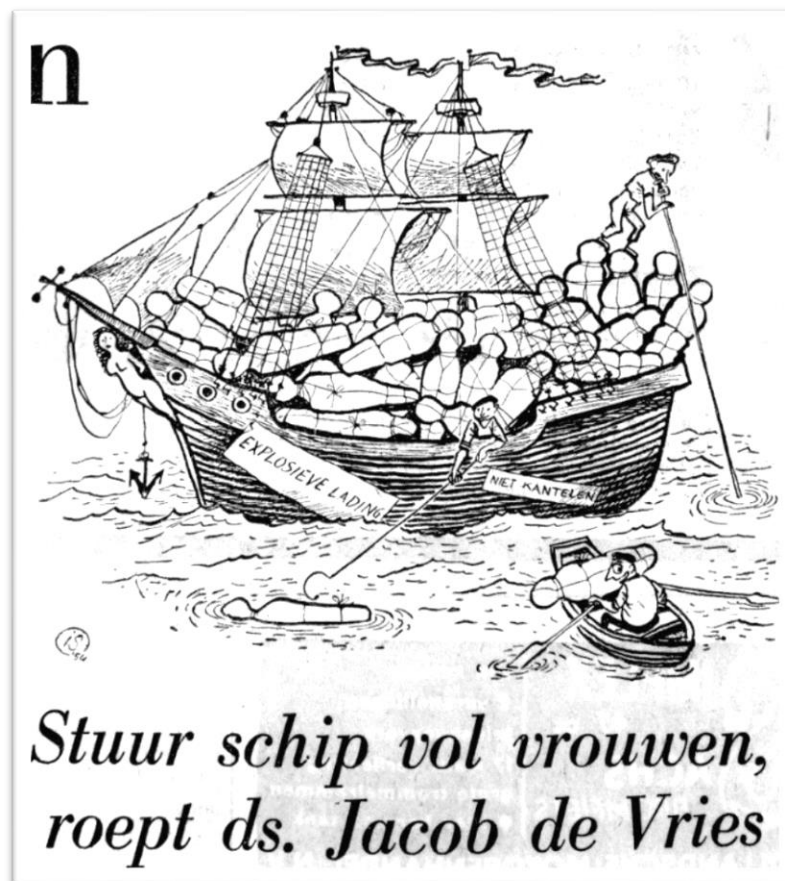 n
EXPLOSIEVE LADING
NIET KANTELEN
Stuur schip vol vrouwen,
roept ds. Jacob de Vries